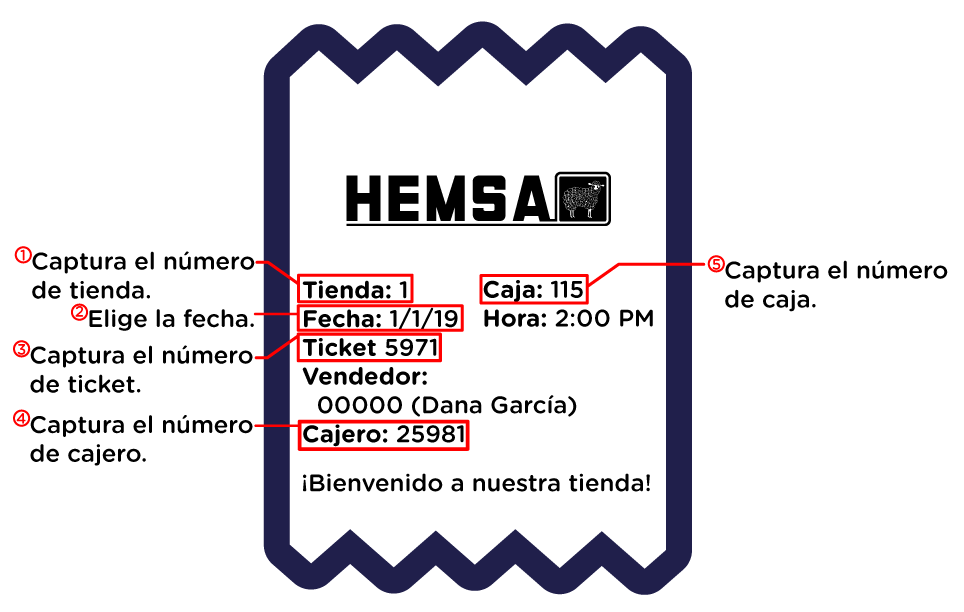 HEMSA
①Captura el número
de tienda.
②Elige la fecha.
③Captura el número
de ticket.
④Captura el número
de cajero.
Tienda: 1 Caja: 115
Fecha: 1/1/19 Hora: 2:00 PM
Ticket 5971
Vendedor:
00000 (Dana García)
Cajero: 25981
¡Bienvenido a nuestra tienda!
⑤Captura el número
de caja.